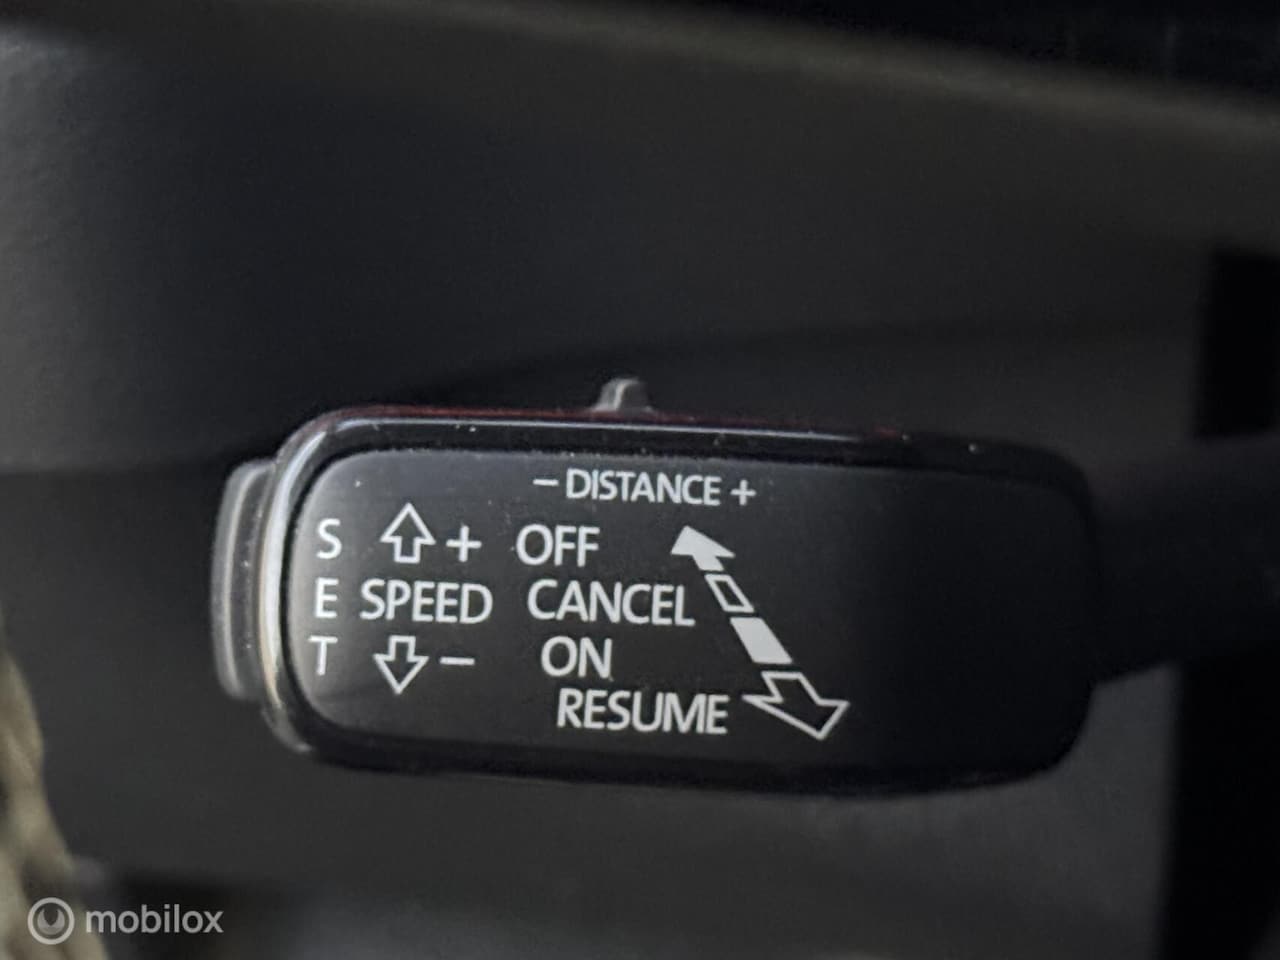 − DISTANCE +
S + OFF
E SPEED CANCEL
T − ON
RESUME
mobilox